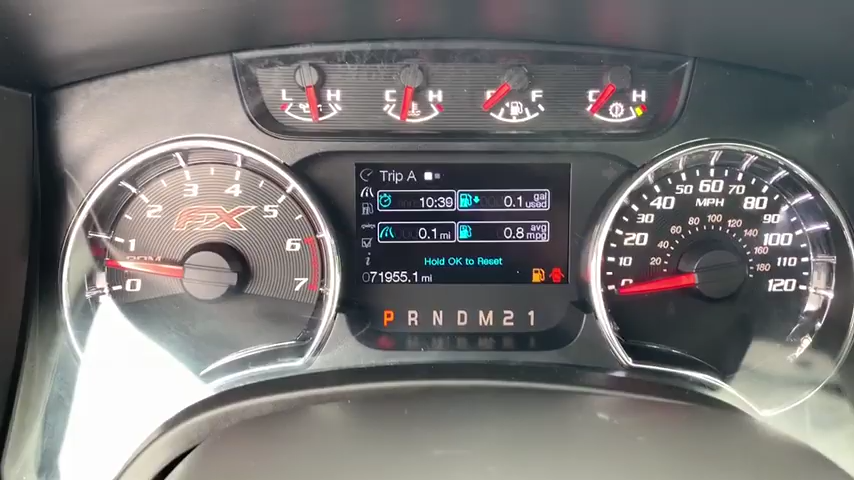 L H C H E F C H
Trip A
10:39 0.1 gal used
0.1 mi 0.8 avg mpg
Hold OK to Reset
071955.1 mi
P R N D M 2 1
0 1 2 3 4 5 6 7
FX
RPM
0 10 20 30 40 50 60 70 80 90 100 110 120
MPH
20 40 60 80 100 120 140 160 180